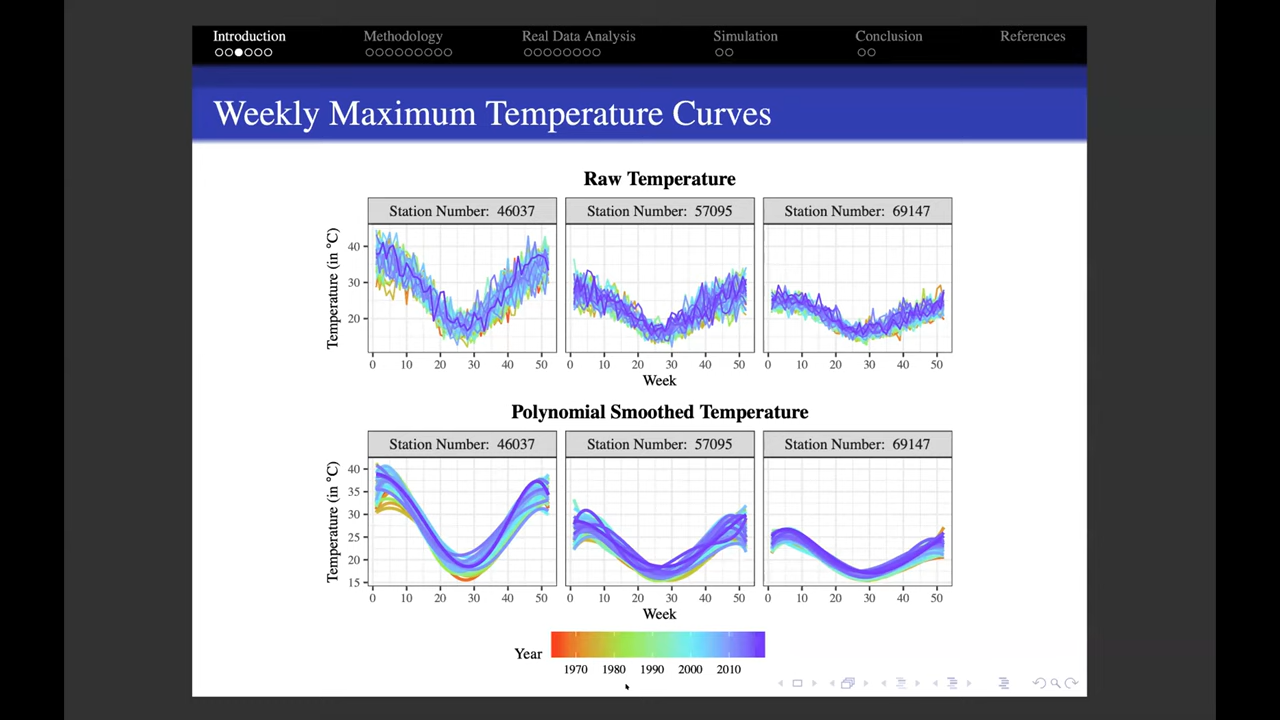 Introduction Methodology Real Data Analysis Simulation Conclusion References
Weekly Maximum Temperature Curves
Raw Temperature
Station Number: 46037 Station Number: 57095 Station Number: 69147
Temperature (in °C)
40
30
20
0 10 20 30 40 50 0 10 20 30 40 50 0 10 20 30 40 50
Week
Polynomial Smoothed Temperature
Station Number: 46037 Station Number: 57095 Station Number: 69147
Temperature (in °C)
40
35
30
25
20
15
0 10 20 30 40 50 0 10 20 30 40 50 0 10 20 30 40 50
Week
Year
1970 1980 1990 2000 2010